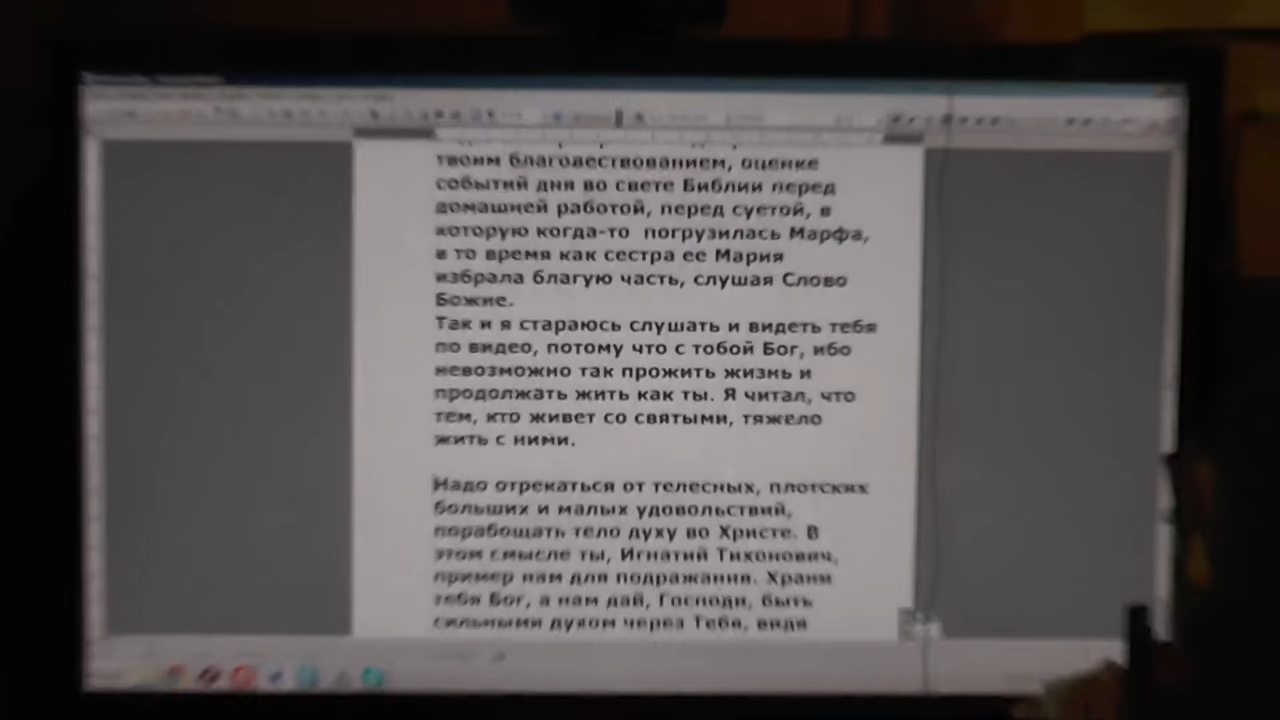 твоим благовествованием, оценке
событий дня во свете Библии перед
домашней работой, перед суетой, в
которую когда-то погрузилась Марфа,
в то время как сестра ее Мария
избрала благую часть, слушая Слово
Божие.
Так и я стараюсь слушать и видеть тебя
по видео, потому что с тобой Бог, ибо
невозможно так прожить жизнь и
продолжать жить как ты. Я читал, что
тем, кто живет со святыми, тяжело
жить с ними.
Надо отрекаться от телесных, плотских
больших и малых удовольствий,
порабощать тело духу во Христе. В
этом смысле ты, Игнатий Тихонович,
пример нам для подражания. Храни
тебя Бог, а нам дай, Господи, быть
сильными духом через Тебя, видя